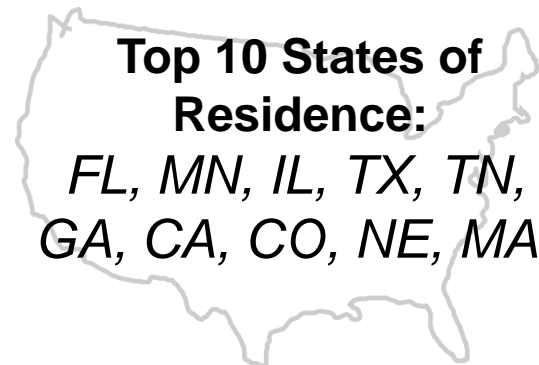 Top 10 States of
Residence:
FL, MN, IL, TX, TN,
GA, CA, CO, NE, MA